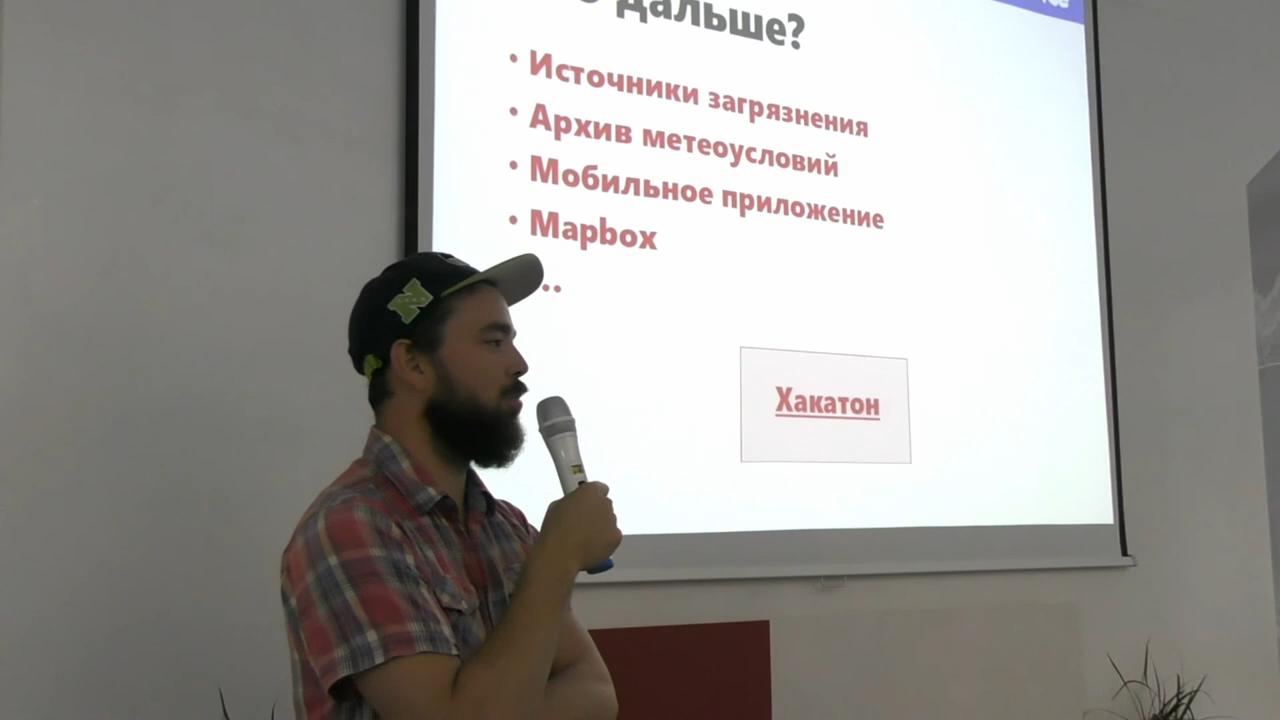 дальше?
• Источники загрязнения
• Архив метеоусловий
• Мобильное приложение
• Mapbox
..
Хакатон
N